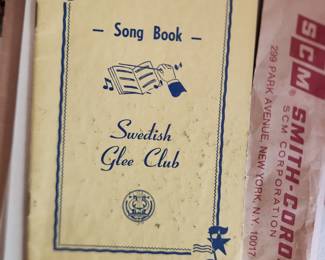 — Song Book —
Swedish
Glee Club
SCM
SMITH-CORO
SCM CORPORATION
299 PARK AVENUE, NEW YORK, N.Y. 10017